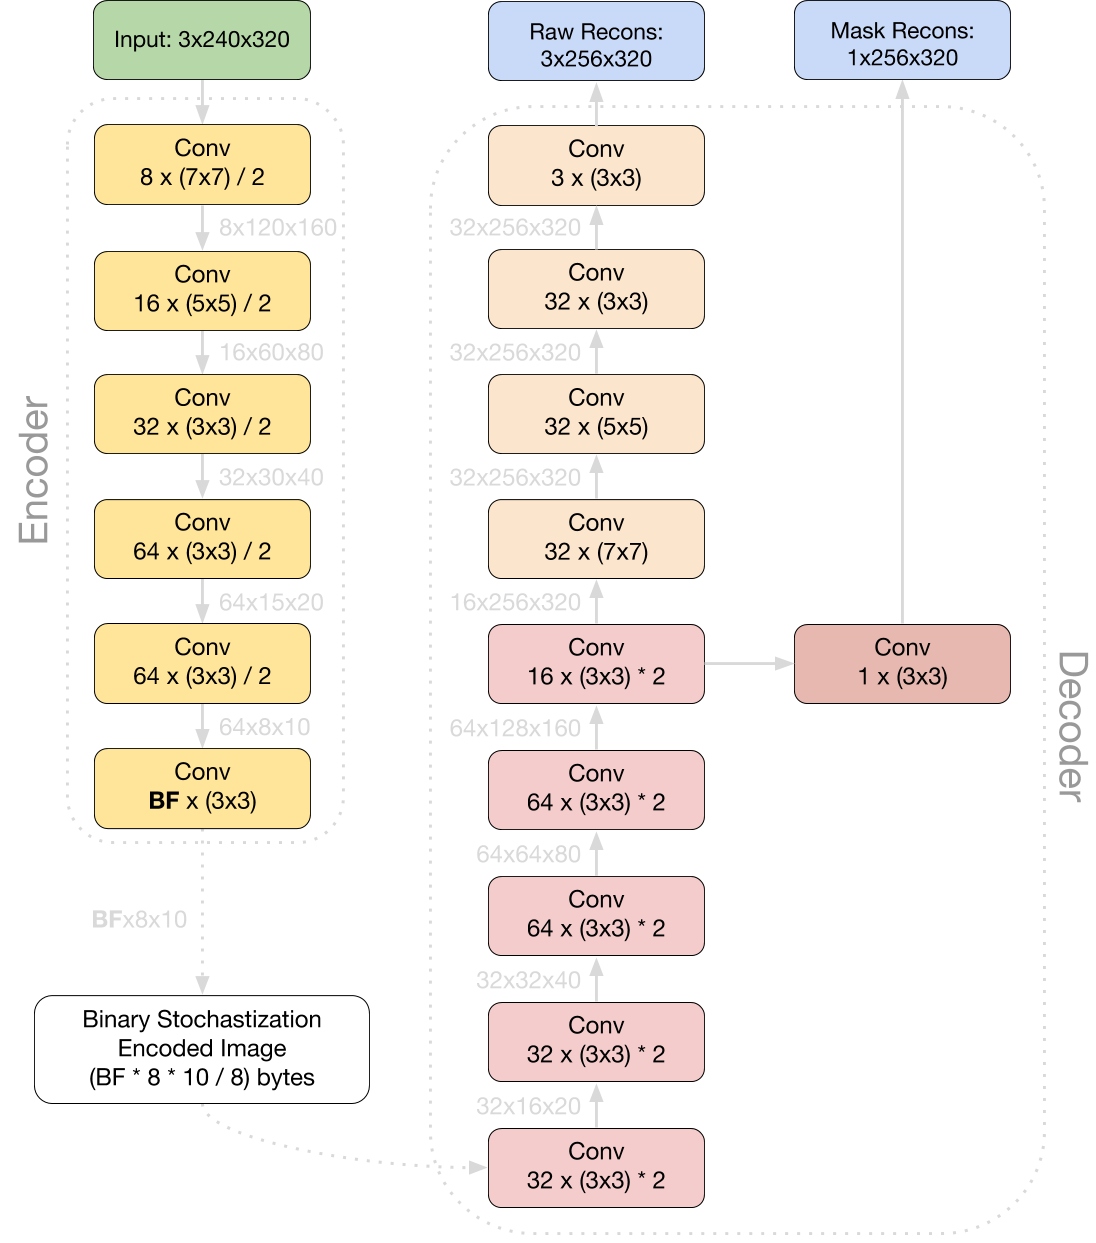 Input: 3x240x320
Encoder
Conv
8 x (7x7) / 2
8x120x160
Conv
16 x (5x5) / 2
16x60x80
Conv
32 x (3x3) / 2
32x30x40
Conv
64 x (3x3) / 2
64x15x20
Conv
64 x (3x3) / 2
64x8x10
Conv
BF x (3x3)
BFx8x10
Binary Stochastization
Encoded Image
(BF * 8 * 10 / 8) bytes
Raw Recons:
3x256x320
Conv
3 x (3x3)
32x256x320
Conv
32 x (3x3)
32x256x320
Conv
32 x (5x5)
32x256x320
Conv
32 x (7x7)
16x256x320
Conv
16 x (3x3) * 2
64x128x160
Conv
64 x (3x3) * 2
64x64x80
Conv
64 x (3x3) * 2
32x32x40
Conv
32 x (3x3) * 2
32x16x20
Conv
32 x (3x3) * 2
Mask Recons:
1x256x320
Conv
1 x (3x3)
Decoder